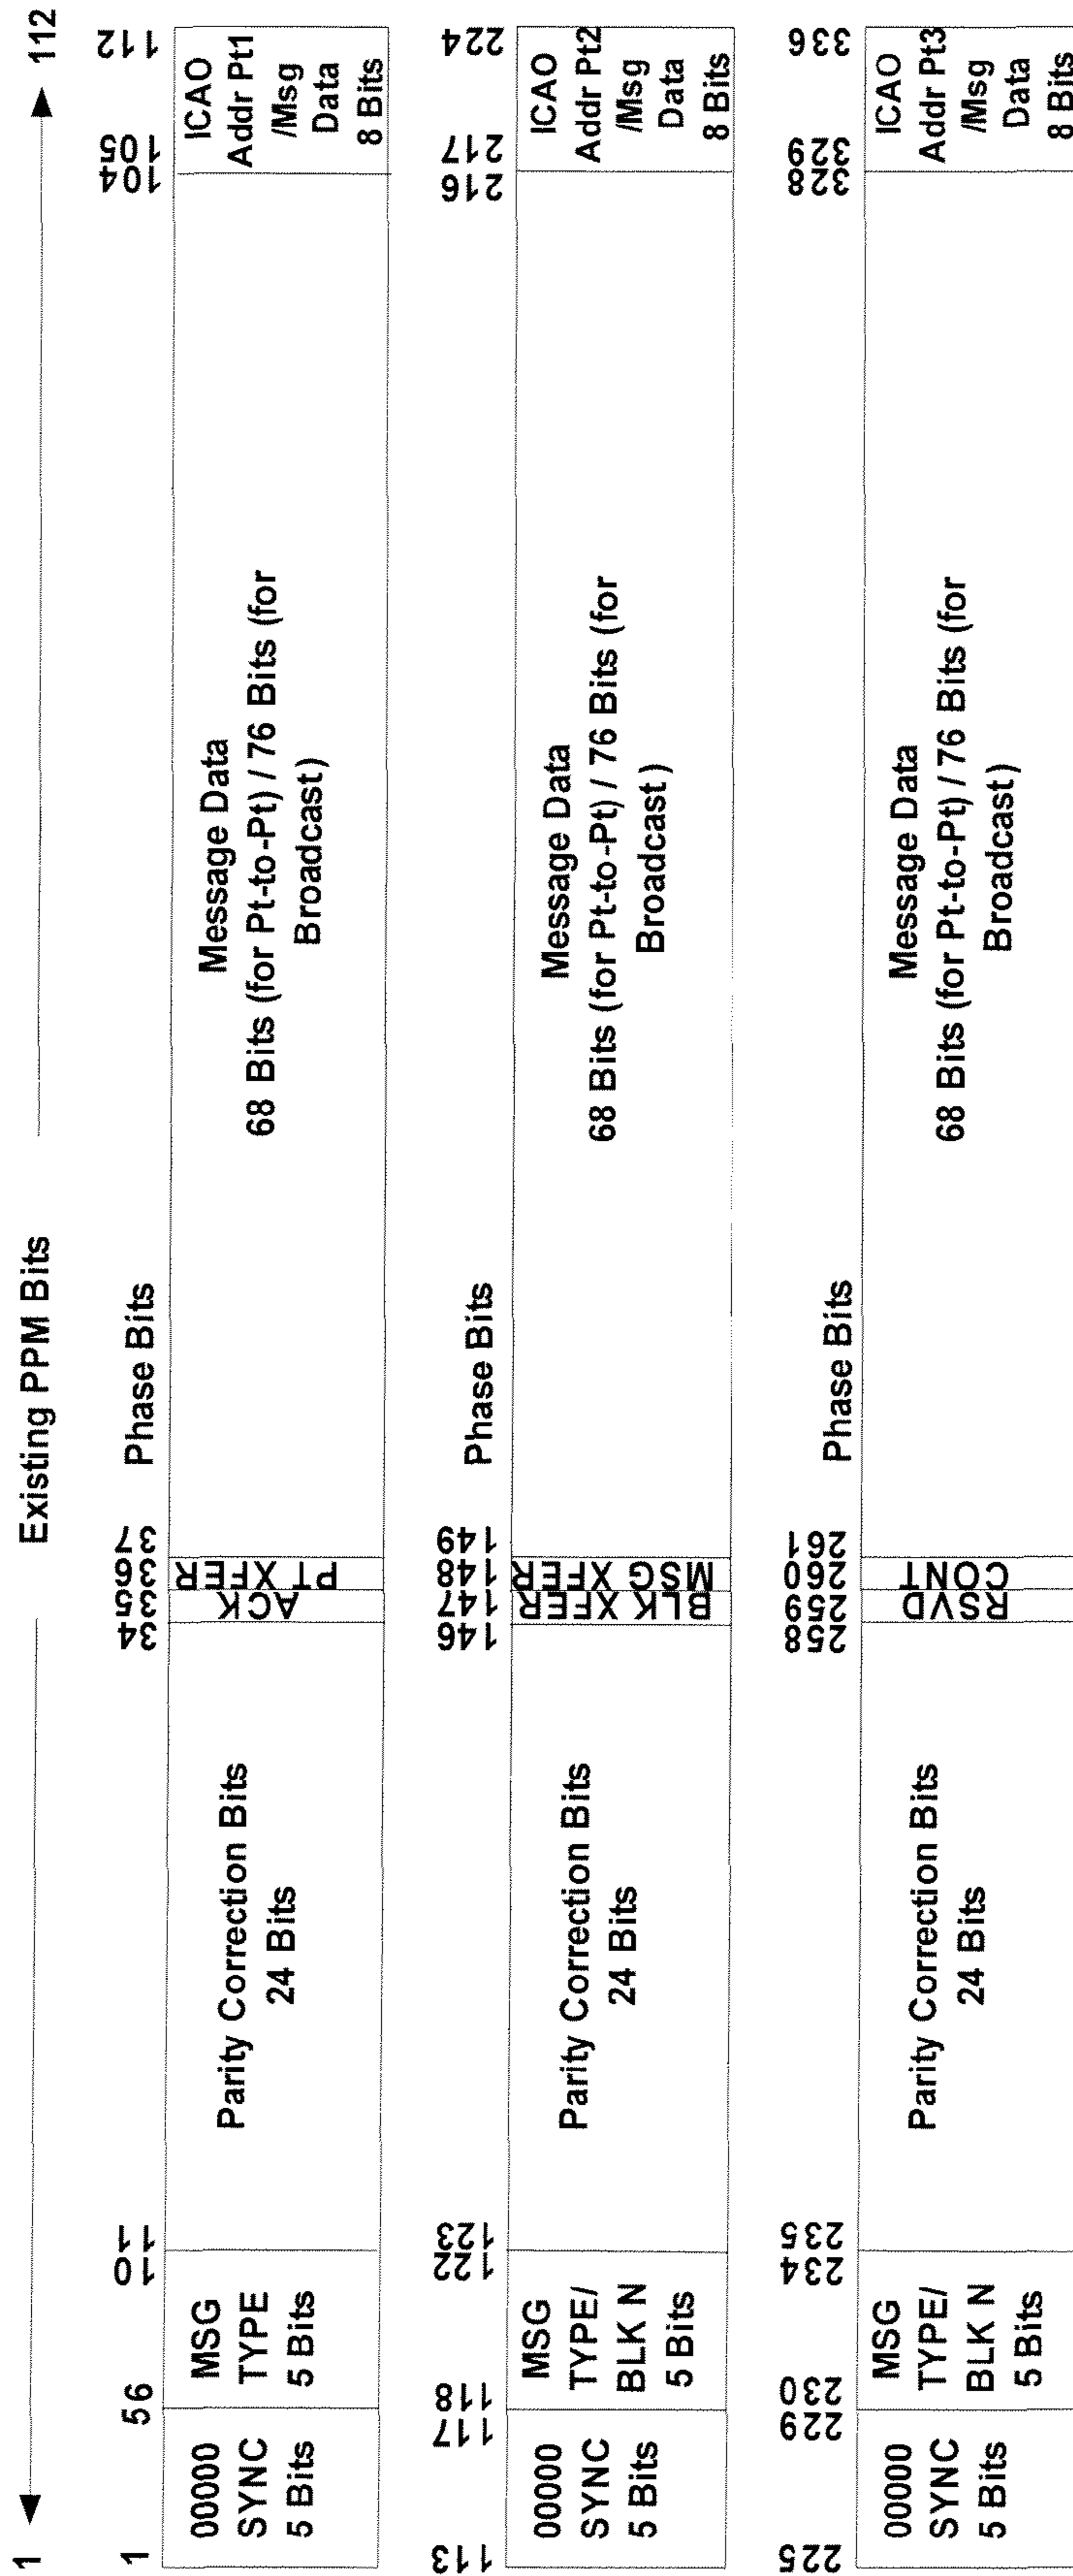 Existing PPM Bits
1 112
Phase Bits
1 5 6 10 11 34 35 36 37 104 105 112
00000
SYNC
5 Bits
MSG
TYPE
5 Bits
Parity Correction Bits
24 Bits
ACK
PT XFER
Message Data
68 Bits (for Pt-to-Pt) / 76 Bits (for
Broadcast)
ICAO
Addr Pt1
/Msg
Data
8 Bits
Phase Bits
113 117 118 122 123 146 147 148 149 216 217 224
00000
SYNC
5 Bits
MSG
TYPE/
BLK N
5 Bits
Parity Correction Bits
24 Bits
BLK XFER
MSG XFER
Message Data
68 Bits (for Pt-to-Pt) / 76 Bits (for
Broadcast)
ICAO
Addr Pt2
/Msg
Data
8 Bits
Phase Bits
225 229 230 234 235 258 259 260 261 328 329 336
00000
SYNC
5 Bits
MSG
TYPE/
BLK N
5 Bits
Parity Correction Bits
24 Bits
RSVD
CONT
Message Data
68 Bits (for Pt-to-Pt) / 76 Bits (for
Broadcast)
ICAO
Addr Pt3
/Msg
Data
8 Bits